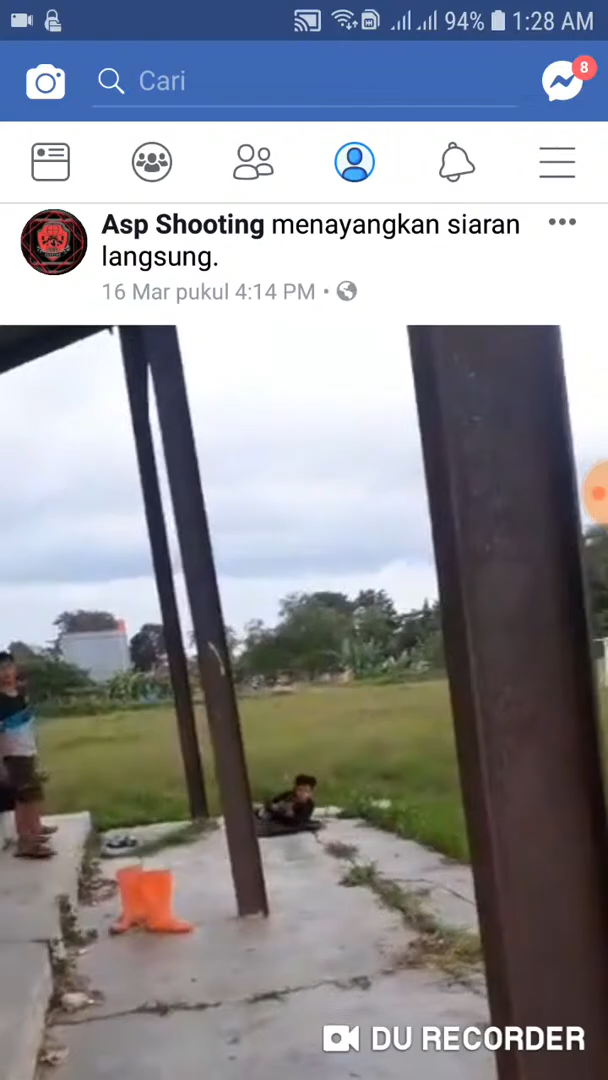 94% 1:28 AM
Cari
8
Asp Shooting menayangkan siaran
langsung.
16 Mar pukul 4:14 PM •
DU RECORDER